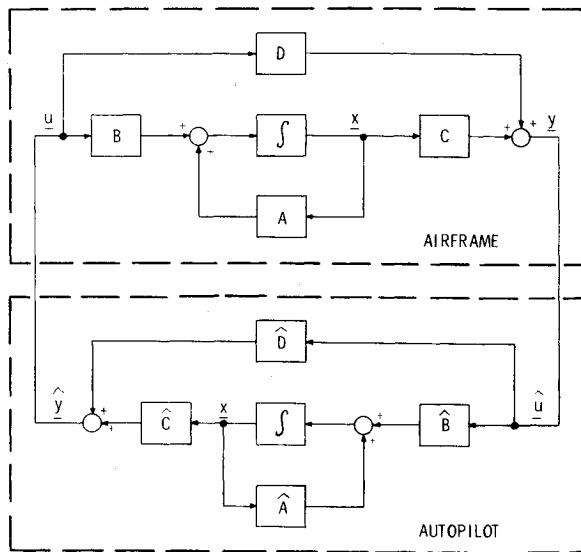 D
u
B
+
+
∫
x
C
+
+
y
A
AIRFRAME
D̂
ŷ
+
+
Ĉ
x
∫
+
+
B̂
û
Â
AUTOPILOT